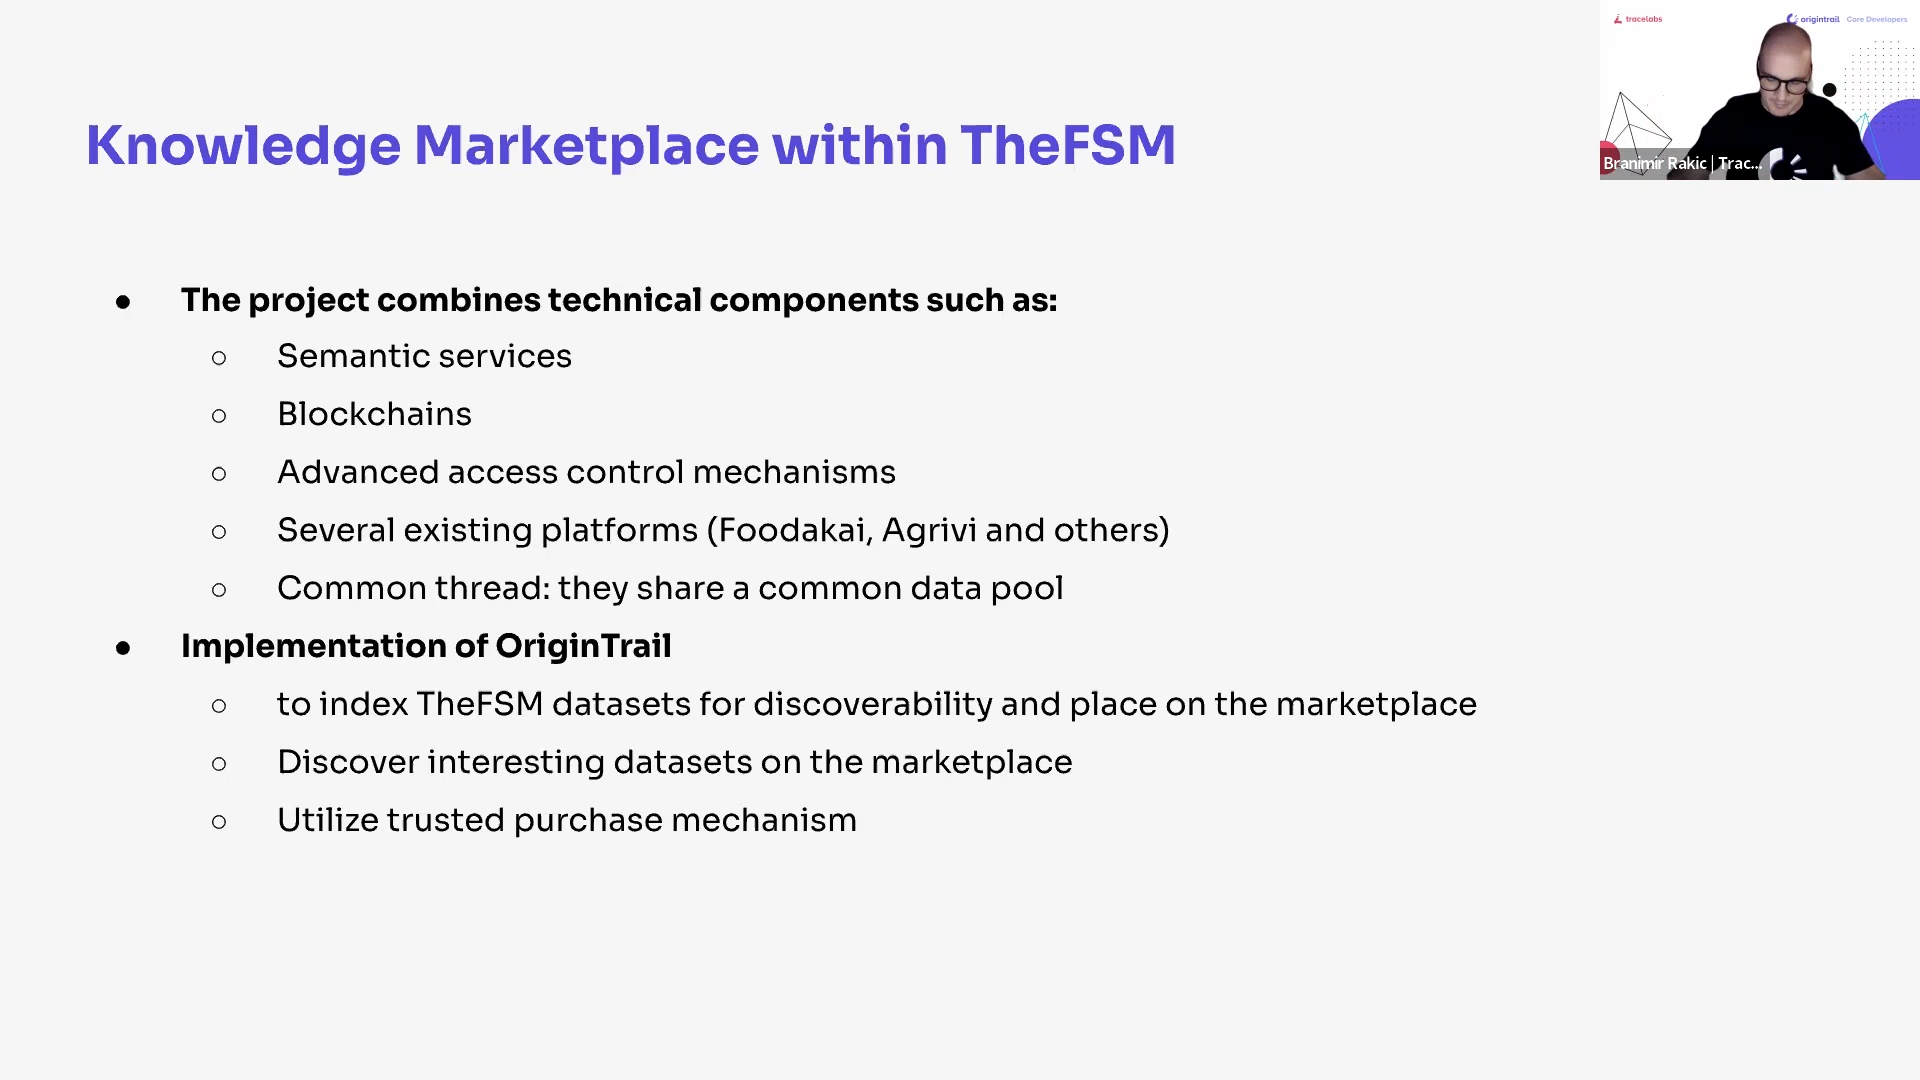 tracelabs
origintrail Core Developers
Branimir Rakic | Trac...
Knowledge Marketplace within TheFSM
● The project combines technical components such as:
○ Semantic services
○ Blockchains
○ Advanced access control mechanisms
○ Several existing platforms (Foodakai, Agrivi and others)
○ Common thread: they share a common data pool
● Implementation of OriginTrail
○ to index TheFSM datasets for discoverability and place on the marketplace
○ Discover interesting datasets on the marketplace
○ Utilize trusted purchase mechanism